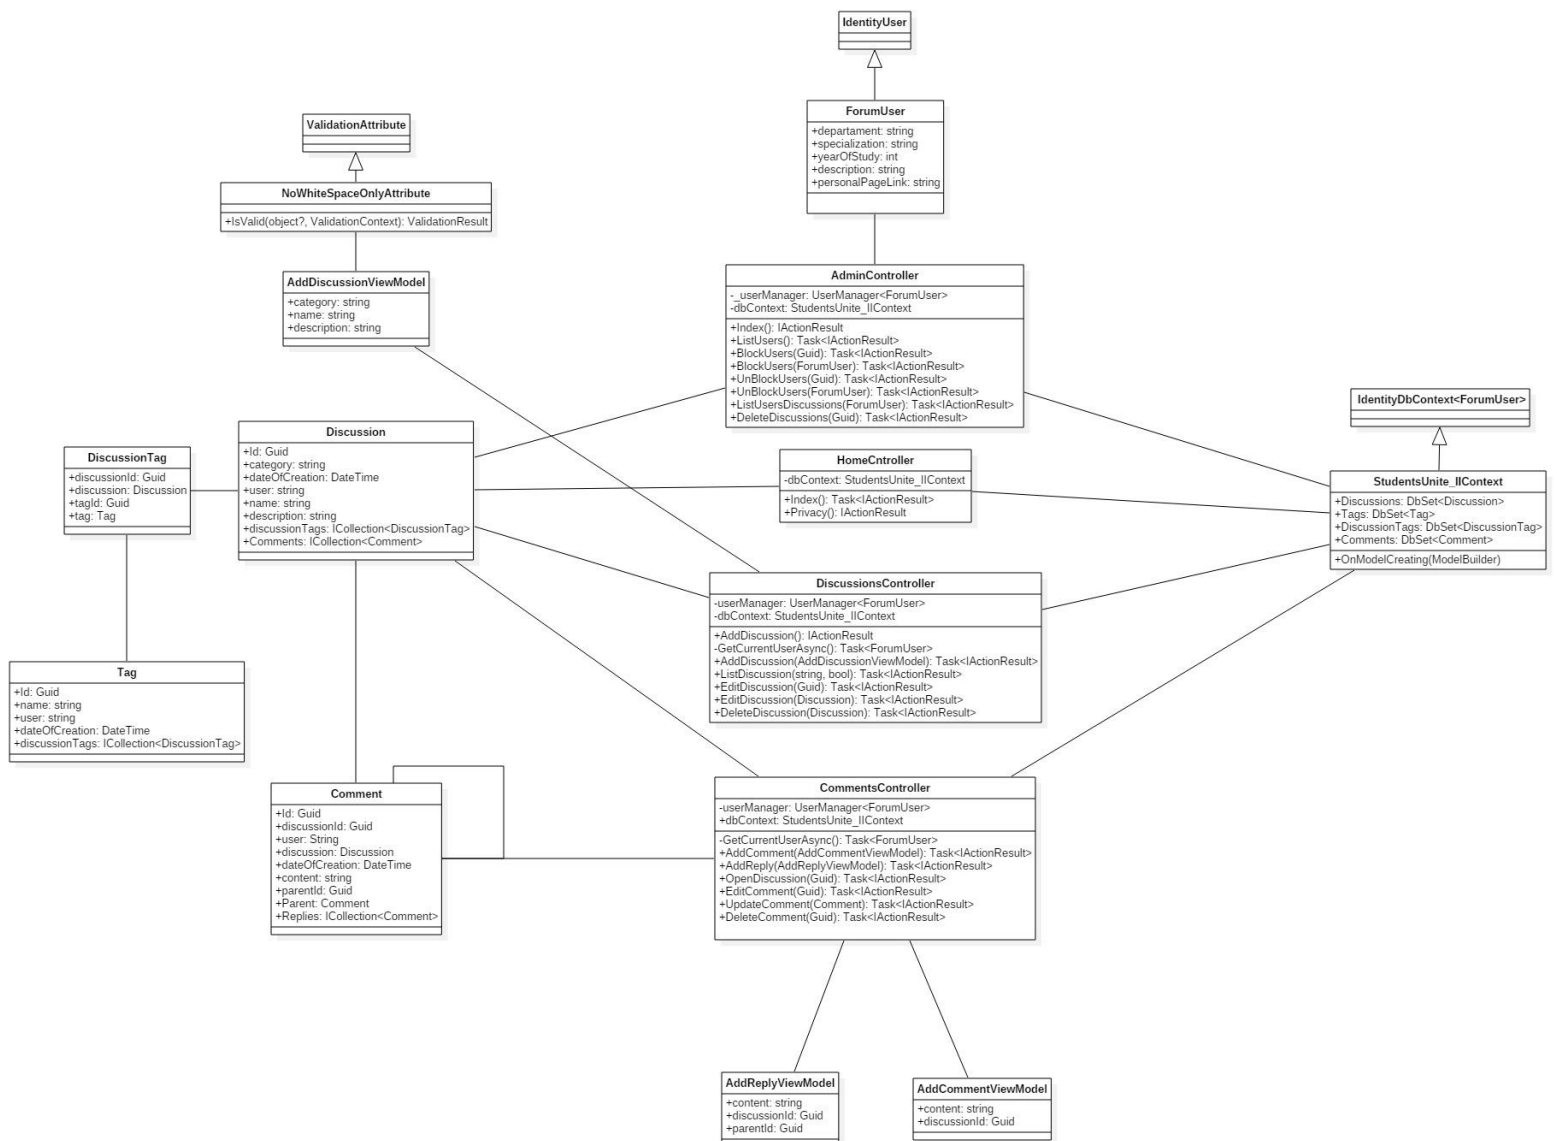 IdentityUser
ForumUser
+departament: string
+specialization: string
+yearOfStudy: int
+description: string
+personalPageLink: string
ValidationAttribute
NoWhiteSpaceOnlyAttribute
+IsValid(object?, ValidationContext): ValidationResult
AddDiscussionViewModel
+category: string
+name: string
+description: string
AdminController
-_userManager: UserManager<ForumUser>
-dbContext: StudentsUnite_IIContext
+Index(): IActionResult
+ListUsers(): Task<IActionResult>
+BlockUsers(Guid): Task<IActionResult>
+BlockUsers(ForumUser): Task<IActionResult>
+UnBlockUsers(Guid): Task<IActionResult>
+UnBlockUsers(ForumUser): Task<IActionResult>
+ListUsersDiscussions(ForumUser): Task<IActionResult>
+DeleteDiscussions(Guid): Task<IActionResult>
IdentityDbContext<ForumUser>
StudentsUnite_IIContext
+Discussions: DbSet<Discussion>
+Tags: DbSet<Tag>
+DiscussionTags: DbSet<DiscussionTag>
+Comments: DbSet<Comment>
+OnModelCreating(ModelBuilder)
DiscussionTag
+discussionId: Guid
+discussion: Discussion
+tagId: Guid
+tag: Tag
Discussion
+Id: Guid
+category: string
+dateOfCreation: DateTime
+user: string
+name: string
+description: string
+discussionTags: ICollection<DiscussionTag>
+Comments: ICollection<Comment>
HomeCntroller
-dbContext: StudentsUnite_IIContext
+Index(): Task<IActionResult>
+Privacy(): IActionResult
DiscussionsController
-userManager: UserManager<ForumUser>
-dbContext: StudentsUnite_IIContext
+AddDiscussion(): IActionResult
-GetCurrentUserAsync(): Task<ForumUser>
+AddDiscussion(AddDiscussionViewModel): Task<IActionResult>
+ListDiscussion(string, bool): Task<IActionResult>
+EditDiscussion(Guid): Task<IActionResult>
+EditDiscussion(Discussion): Task<IActionResult>
+DeleteDiscussion(Discussion): Task<IActionResult>
Tag
+Id: Guid
+name: string
+user: string
+dateOfCreation: DateTime
+discussionTags: ICollection<DiscussionTag>
Comment
+Id: Guid
+discussionId: Guid
+user: String
+discussion: Discussion
+dateOfCreation: DateTime
+content: string
+parentId: Guid
+Parent: Comment
+Replies: ICollection<Comment>
CommentsController
-userManager: UserManager<ForumUser>
+dbContext: StudentsUnite_IIContext
-GetCurrentUserAsync(): Task<ForumUser>
+AddComment(AddCommentViewModel): Task<IActionResult>
+AddReply(AddReplyViewModel): Task<IActionResult>
+OpenDiscussion(Guid): Task<IActionResult>
+EditComment(Guid): Task<IActionResult>
+UpdateComment(Comment): Task<IActionResult>
+DeleteComment(Guid): Task<IActionResult>
AddReplyViewModel
+content: string
+discussionId: Guid
+parentId: Guid
AddCommentViewModel
+content: string
+discussionId: Guid